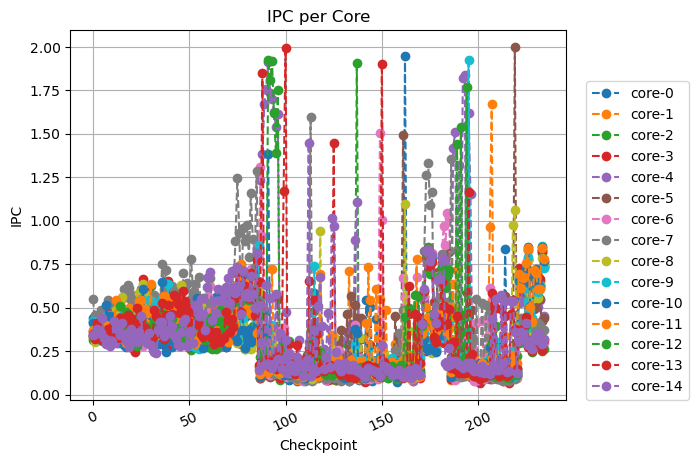 IPC per Core
IPC
2.00
1.75
1.50
1.25
1.00
0.75
0.50
0.25
0.00
0
50
100
150
200
Checkpoint
core-0
core-1
core-2
core-3
core-4
core-5
core-6
core-7
core-8
core-9
core-10
core-11
core-12
core-13
core-14